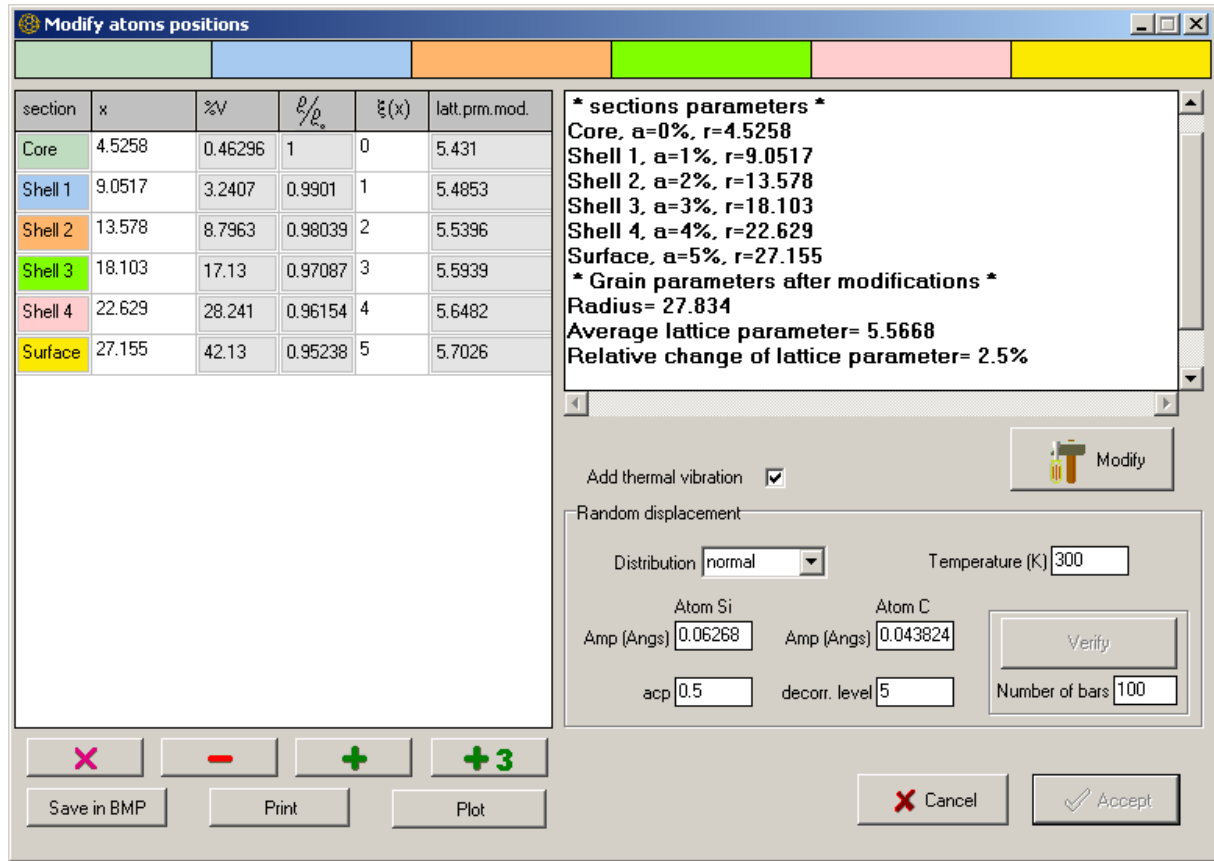 Modify atoms positions
section x %V ℓ/ℓ₀ ξ(x) latt.prm.mod.
Core 4.5258 0.46296 1 0 5.431
Shell 1 9.0517 3.2407 0.9901 1 5.4853
Shell 2 13.578 8.7963 0.98039 2 5.5396
Shell 3 18.103 17.13 0.97087 3 5.5939
Shell 4 22.629 28.241 0.96154 4 5.6482
Surface 27.155 42.13 0.95238 5 5.7026
* sections parameters *
Core, a=0%, r=4.5258
Shell 1, a=1%, r=9.0517
Shell 2, a=2%, r=13.578
Shell 3, a=3%, r=18.103
Shell 4, a=4%, r=22.629
Surface, a=5%, r=27.155
* Grain parameters after modifications *
Radius= 27.834
Average lattice parameter= 5.5668
Relative change of lattice parameter= 2.5%
Modify
Add thermal vibration
Random displacement
Distribution normal Temperature (K) 300
Atom Si Atom C
Amp (Angs) 0.06268 Amp (Angs) 0.043824 Verify
acp 0.5 decorr. level 5 Number of bars 100
+3
Save in BMP Print Plot
Cancel Accept